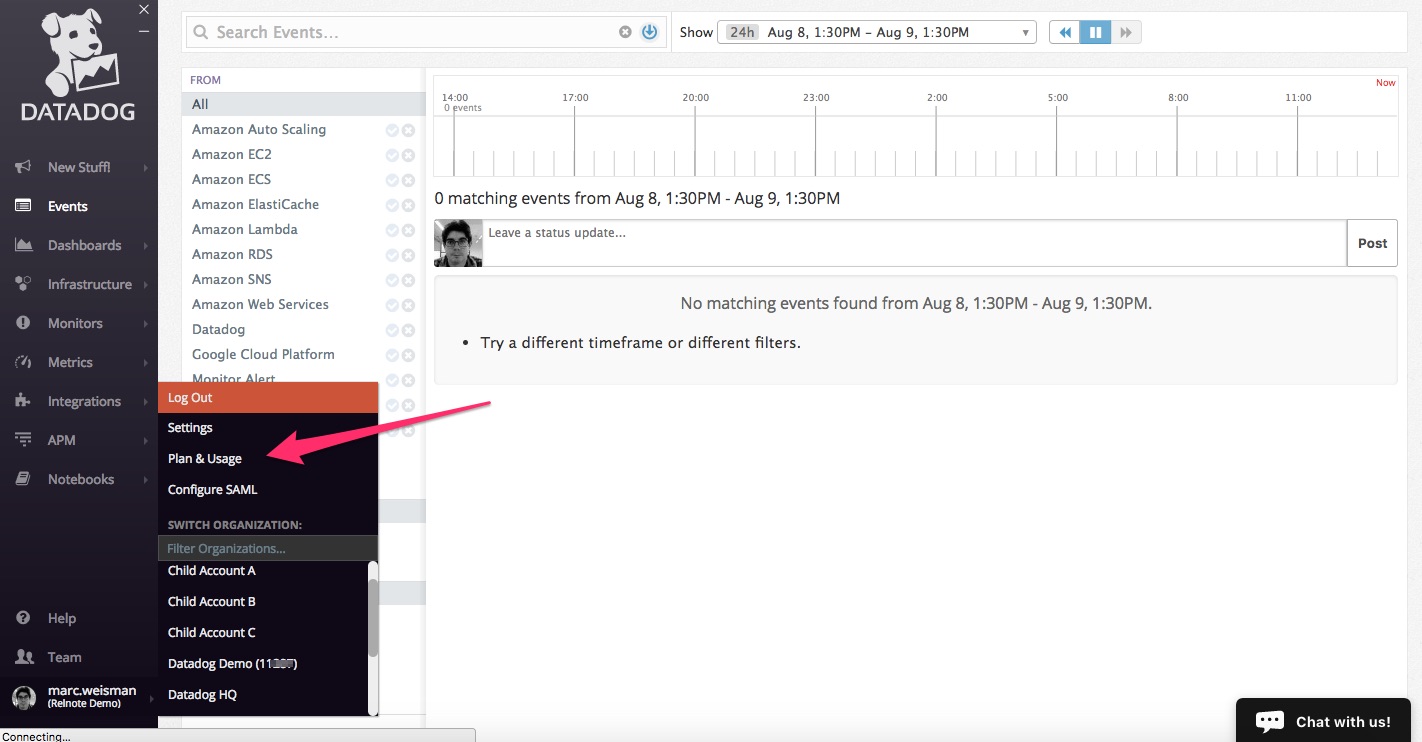 DATADOG
New Stuff!
Events
Dashboards
Infrastructure
Monitors
Metrics
Integrations
APM
Notebooks
Help
Team
marc.weisman
(Relnote Demo)
Connecting...
Search Events...
Show 24h Aug 8, 1:30PM – Aug 9, 1:30PM
FROM
All
Amazon Auto Scaling
Amazon EC2
Amazon ECS
Amazon ElastiCache
Amazon Lambda
Amazon RDS
Amazon SNS
Amazon Web Services
Datadog
Google Cloud Platform
Monitor Alert
Log Out
Settings
Plan & Usage
Configure SAML
SWITCH ORGANIZATION:
Filter Organizations...
Child Account A
Child Account B
Child Account C
Datadog Demo
Datadog HQ
Now
14:00 17:00 20:00 23:00 2:00 5:00 8:00 11:00
0 events
0 matching events from Aug 8, 1:30PM - Aug 9, 1:30PM
Leave a status update...
Post
No matching events found from Aug 8, 1:30PM - Aug 9, 1:30PM.
• Try a different timeframe or different filters.
Chat with us!